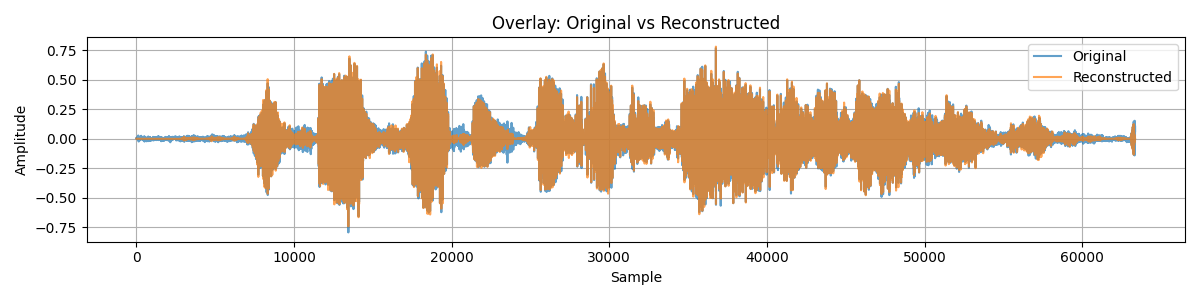 Overlay: Original vs Reconstructed
Original
Reconstructed
Amplitude
0.75
0.50
0.25
0.00
−0.25
−0.50
−0.75
0 10000 20000 30000 40000 50000 60000
Sample